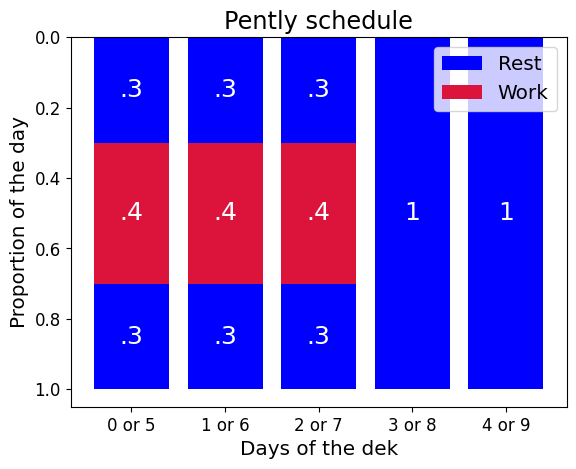 Pently schedule
Rest
Work
0.0
0.2
0.4
0.6
0.8
1.0
Proportion of the day
.3 .3 .3
.4 .4 .4 1 1
.3 .3 .3
0 or 5 1 or 6 2 or 7 3 or 8 4 or 9
Days of the dek